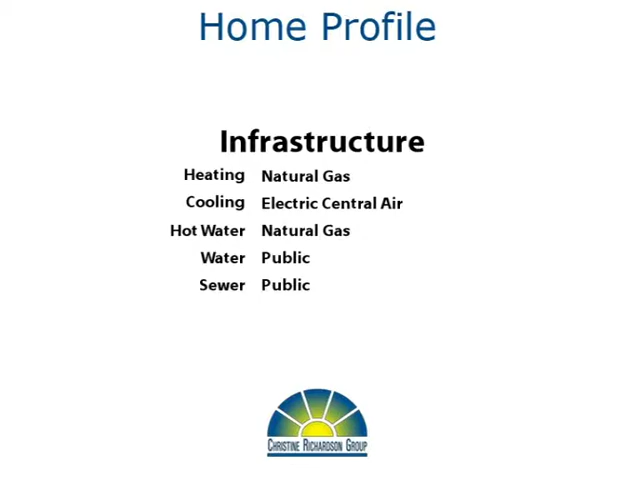 Home Profile
Infrastructure
Heating Natural Gas
Cooling Electric Central Air
Hot Water Natural Gas
Water Public
Sewer Public
Christine Richardson Group